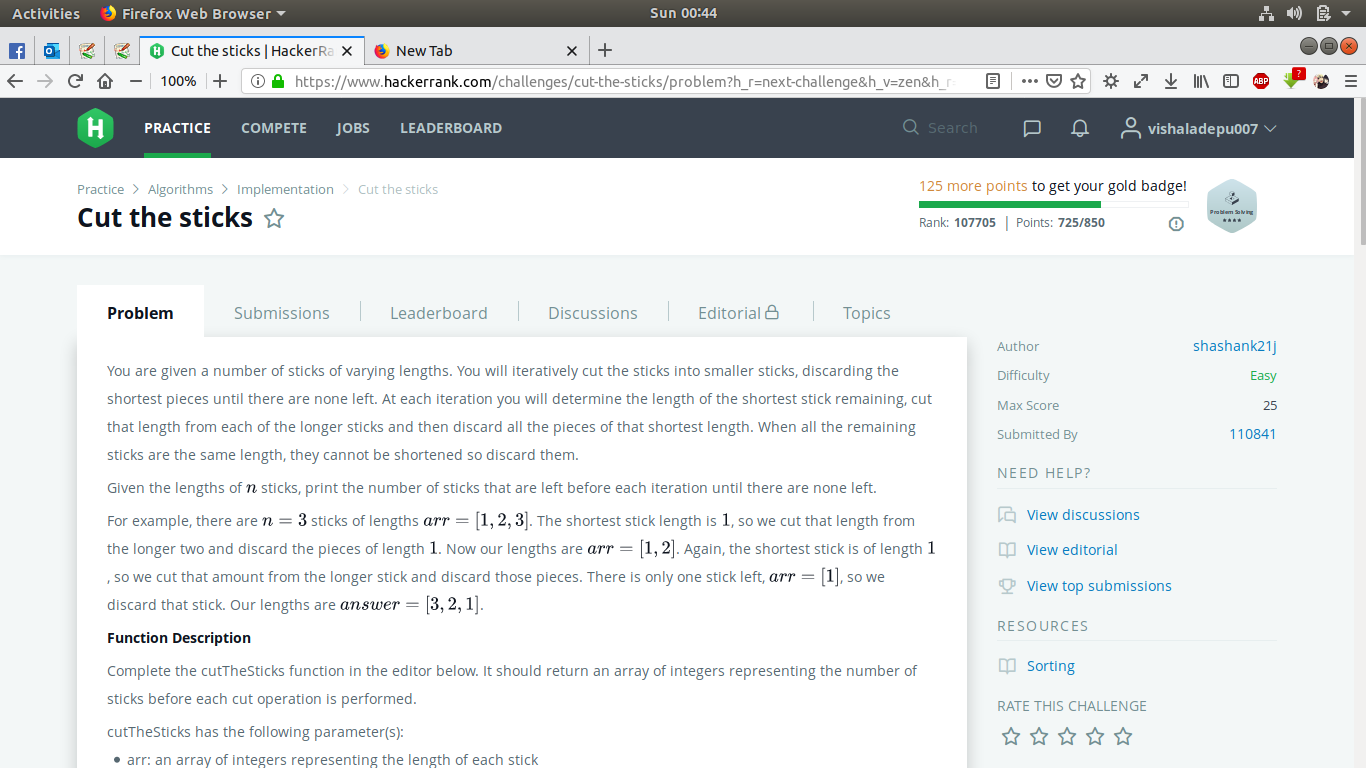 Activities Firefox Web Browser Sun 00:44
Cut the sticks | HackerRa New Tab
100% https://www.hackerrank.com/challenges/cut-the-sticks/problem?h_r=next-challenge&h_v=zen&h_r ABP ?
H PRACTICE COMPETE JOBS LEADERBOARD Search vishaladepu007
Practice > Algorithms > Implementation > Cut the sticks
Cut the sticks
125 more points to get your gold badge!
Rank: 107705 | Points: 725/850
Problem Solving
Problem Submissions Leaderboard Discussions Editorial Topics
You are given a number of sticks of varying lengths. You will iteratively cut the sticks into smaller sticks, discarding the
shortest pieces until there are none left. At each iteration you will determine the length of the shortest stick remaining, cut
that length from each of the longer sticks and then discard all the pieces of that shortest length. When all the remaining
sticks are the same length, they cannot be shortened so discard them.
Given the lengths of n sticks, print the number of sticks that are left before each iteration until there are none left.
For example, there are n = 3 sticks of lengths arr = [1, 2, 3]. The shortest stick length is 1, so we cut that length from
the longer two and discard the pieces of length 1. Now our lengths are arr = [1, 2]. Again, the shortest stick is of length 1
, so we cut that amount from the longer stick and discard those pieces. There is only one stick left, arr = [1], so we
discard that stick. Our lengths are answer = [3, 2, 1].
Function Description
Complete the cutTheSticks function in the editor below. It should return an array of integers representing the number of
sticks before each cut operation is performed.
cutTheSticks has the following parameter(s):
• arr: an array of integers representing the length of each stick
Author shashank21j
Difficulty Easy
Max Score 25
Submitted By 110841
NEED HELP?
View discussions
View editorial
View top submissions
RESOURCES
Sorting
RATE THIS CHALLENGE